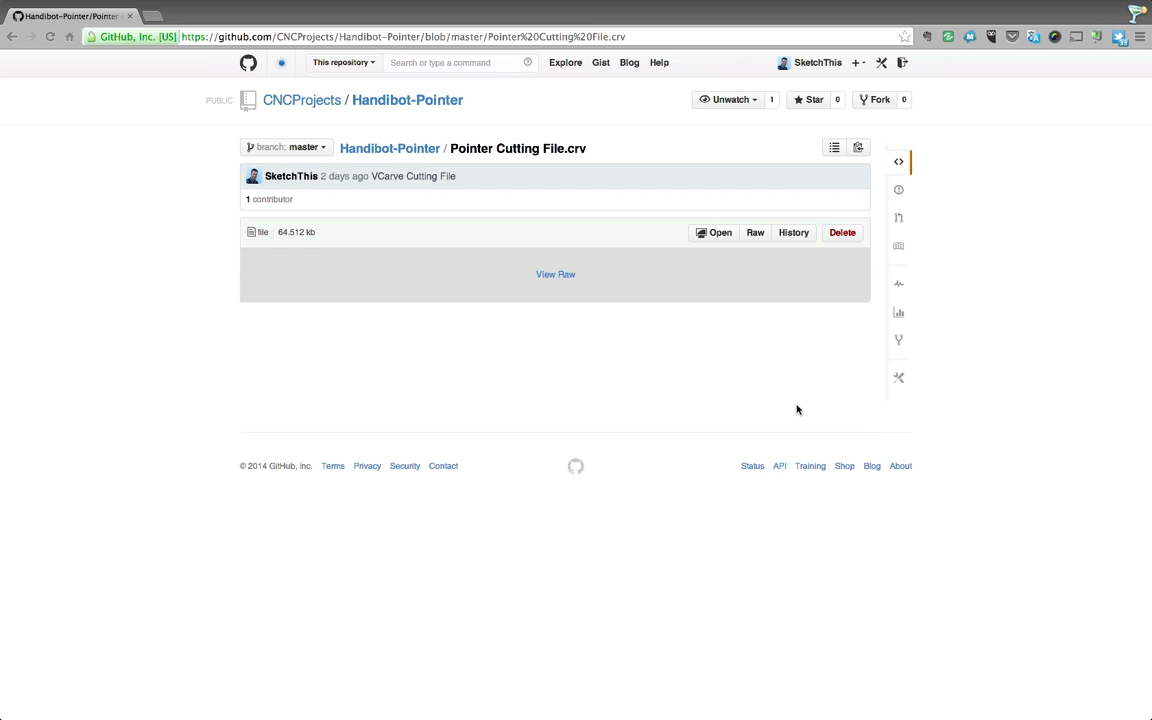 Handibot-Pointer/Pointer
GitHub, Inc. [US] https://github.com/CNCProjects/Handibot-Pointer/blob/master/Pointer%20Cutting%20File.crv
This repository Search or type a command Explore Gist Blog Help SketchThis
PUBLIC CNCProjects / Handibot-Pointer Unwatch 1 Star 0 Fork 0
branch: master Handibot-Pointer / Pointer Cutting File.crv
SketchThis 2 days ago VCarve Cutting File
1 contributor
file 64.512 kb Open Raw History Delete
View Raw
© 2014 GitHub, Inc. Terms Privacy Security Contact Status API Training Shop Blog About